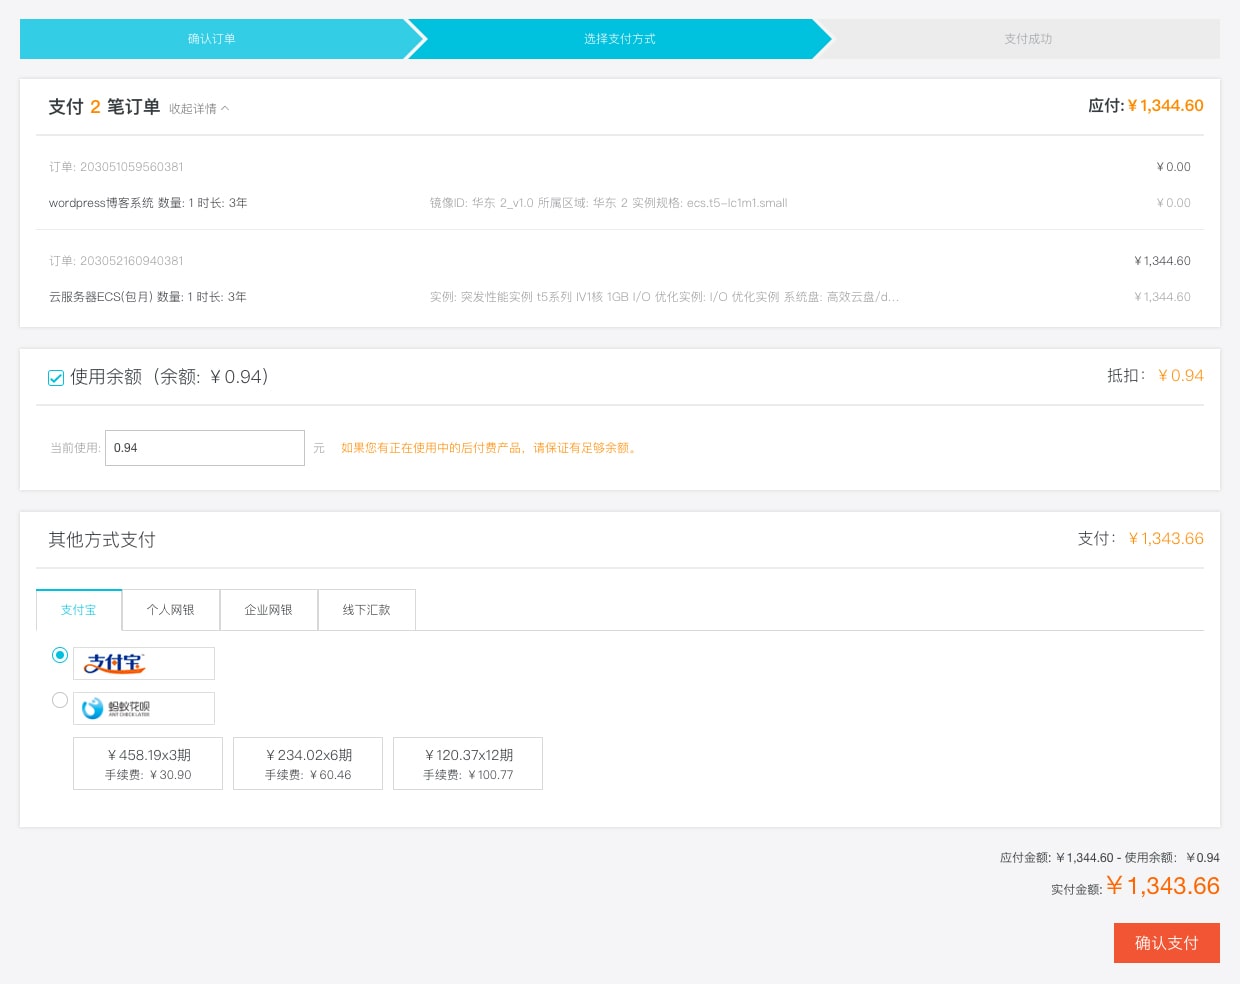 确认订单 选择支付方式 支付成功
支付 2 笔订单 收起详情 应付:￥1,344.60
订单: 203051059560381 ￥0.00
wordpress博客系统 数量: 1 时长: 3年 镜像ID: 华东 2_v1.0 所属区域: 华东 2 实例规格: ecs.t5-lc1m1.small ￥0.00
订单: 203052160940381 ￥1,344.60
云服务器ECS(包月) 数量: 1 时长: 3年 实例: 突发性能实例 t5系列 IV1核 1GB I/O 优化实例: I/O 优化实例 系统盘: 高效云盘/d... ￥1,344.60
使用余额（余额: ￥0.94） 抵扣： ￥0.94
当前使用: 0.94 元 如果您有正在使用中的后付费产品，请保证有足够余额。
其他方式支付 支付： ￥1,343.66
支付宝 个人网银 企业网银 线下汇款
支付宝
蚂蚁花呗
ANT CHECK LATER
￥458.19x3期 ￥234.02x6期 ￥120.37x12期
手续费: ￥30.90 手续费: ￥60.46 手续费: ￥100.77
应付金额: ￥1,344.60 - 使用余额: ￥0.94
实付金额:￥1,343.66
确认支付